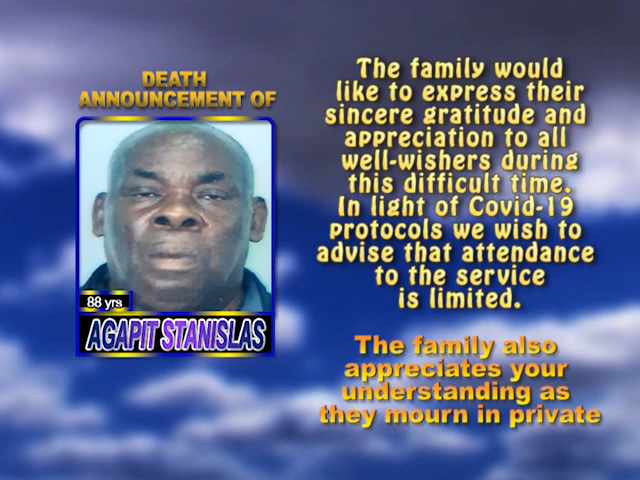 DEATH
ANNOUNCEMENT OF
88 yrs
AGAPIT STANISLAS
The family would
like to express their
sincere gratitude and
appreciation to all
well-wishers during
this difficult time.
In light of Covid-19
protocols we wish to
advise that attendance
to the service
is limited.
The family also
appreciates your
understanding as
they mourn in private